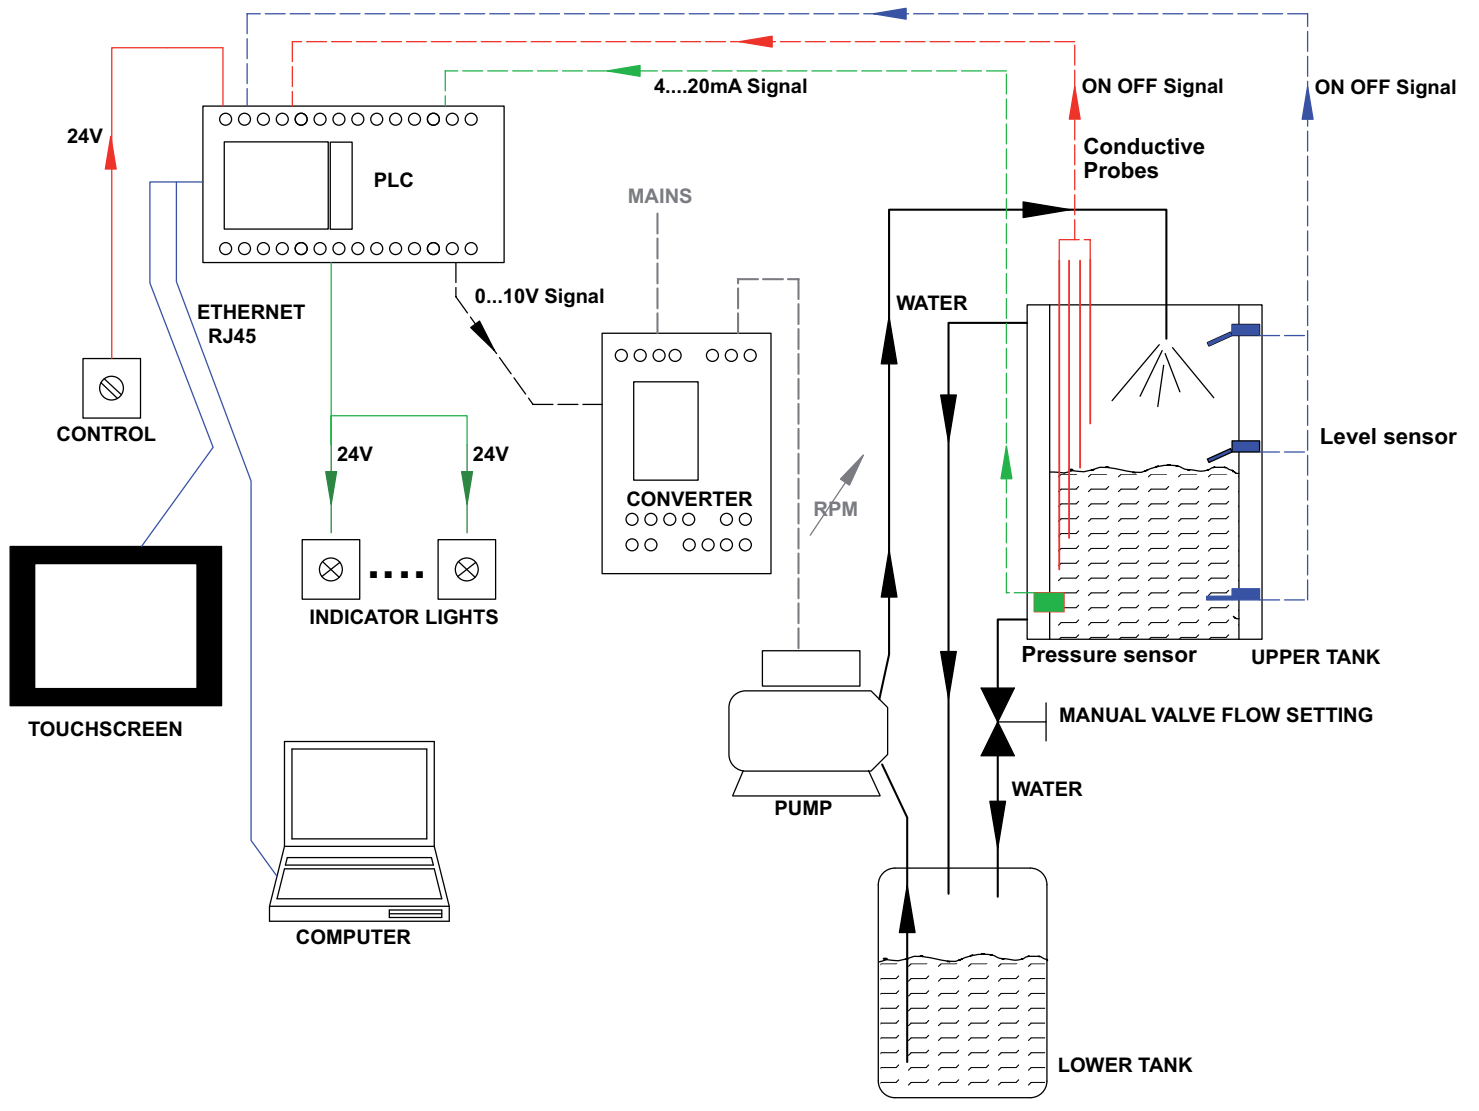 4....20mA Signal
ON OFF Signal
ON OFF Signal
24V
Conductive
Probes
PLC
MAINS
0...10V Signal
WATER
ETHERNET
RJ45
CONTROL
24V
24V
Level sensor
CONVERTER
RPM
INDICATOR LIGHTS
Pressure sensor
UPPER TANK
TOUCHSCREEN
MANUAL VALVE FLOW SETTING
WATER
PUMP
COMPUTER
LOWER TANK